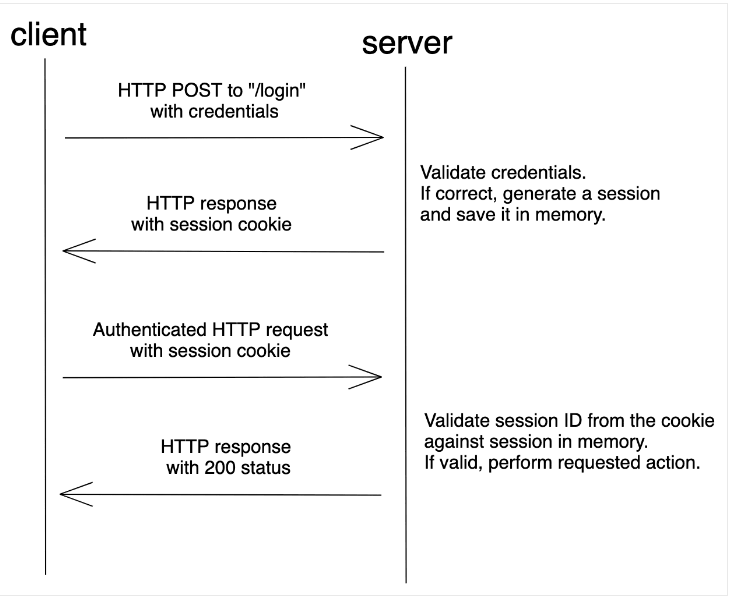 client
server
HTTP POST to "/login"
with credentials
Validate credentials.
If correct, generate a session
and save it in memory.
HTTP response
with session cookie
Authenticated HTTP request
with session cookie
Validate session ID from the cookie
against session in memory.
If valid, perform requested action.
HTTP response
with 200 status